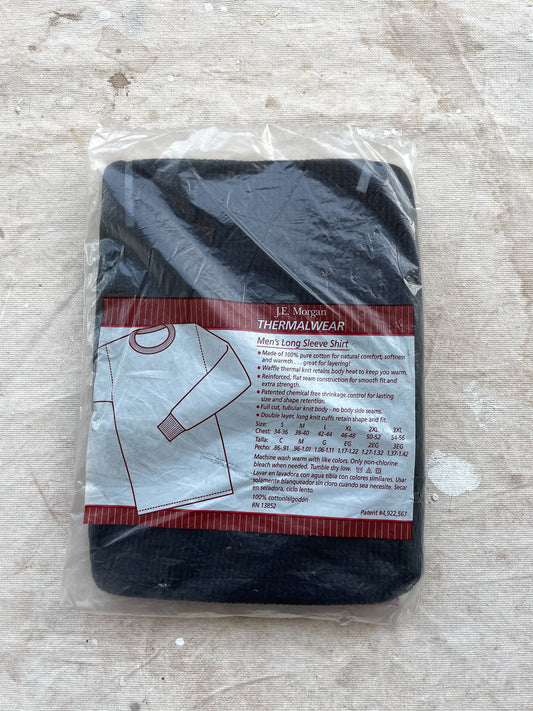 J.E. Morgan
THERMALWEAR
Men's Long Sleeve Shirt
• Made of 100% pure cotton for natural comfort, softness
and warmth . . . great for layering!
• Waffle thermal knit retains body heat to keep you warm.
• Reinforced, flat seam construction for smooth fit and
extra strength.
• Patented chemical free shrinkage control for lasting
size and shape retention.
• Full cut, tubular knit body - no body side seams.
• Double layer, long knit cuffs retain shape and fit.
Size: S M L XL 2XL 3XL
Chest: 34-36 38-40 42-44 46-48 50-52 54-56
Talla: C M G EG 2EG 3EG
Pecho: .86-.91 .96-1.01 1.06-1.11 1.17-1.22 1.27-1.32 1.37-1.42
Machine wash warm with like colors. Only non-chlorine
bleach when needed. Tumble dry low.
Lavar en lavadora con agua tibia con colores similares. Usar
solamente blanqueador sin cloro cuando sea necesite. Secar
en secadora, ciclo lento.
100% cotton/algodón
RN 13852
Patent #4,922,567